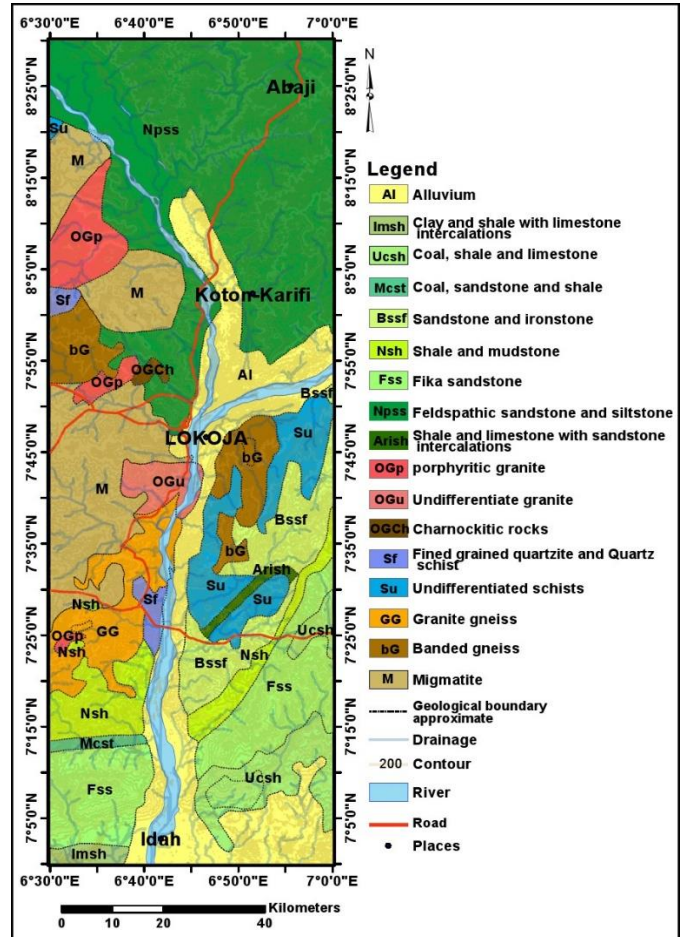 6°30'0"E 6°40'0"E 6°50'0"E 7°0'0"E
N
8°25'0"N
8°15'0"N
8°5'0"N
7°55'0"N
7°45'0"N
7°35'0"N
7°25'0"N
7°15'0"N
7°5'0"N
8°25'0"N
8°15'0"N
8°5'0"N
7°55'0"N
7°45'0"N
7°35'0"N
7°25'0"N
7°15'0"N
7°5'0"N
Abaji
Su
Npss
M
OGp
Sf
M
Koton-Karifi
bG
OGCh
OGp
Al
Bssf
LOKOJA
Su
bG
M
OGu
Bssf
bG
Arish
Su
Su
Nsh
Sf
GG
OGp
Nsh
Ucsh
Nsh
Bssf
Fss
Nsh
Mcst
Ucsh
Fss
Idah
Imsh
6°30'0"E 6°40'0"E 6°50'0"E 7°0'0"E
Kilometers
0 10 20 40
Legend
Al Alluvium
Imsh Clay and shale with limestone
intercalations
Ucsh Coal, shale and limestone
Mcst Coal, sandstone and shale
Bssf Sandstone and ironstone
Nsh Shale and mudstone
Fss Fika sandstone
Npss Feldspathic sandstone and siltstone
Arish Shale and limestone with sandstone
intercalations
OGp porphyritic granite
OGu Undifferentiate granite
OGCh Charnockitic rocks
Sf Fined grained quartzite and Quartz
schist
Su Undifferentiated schists
GG Granite gneiss
bG Banded gneiss
M Migmatite
Geological boundary
approximate
Drainage
200 Contour
River
Road
Places